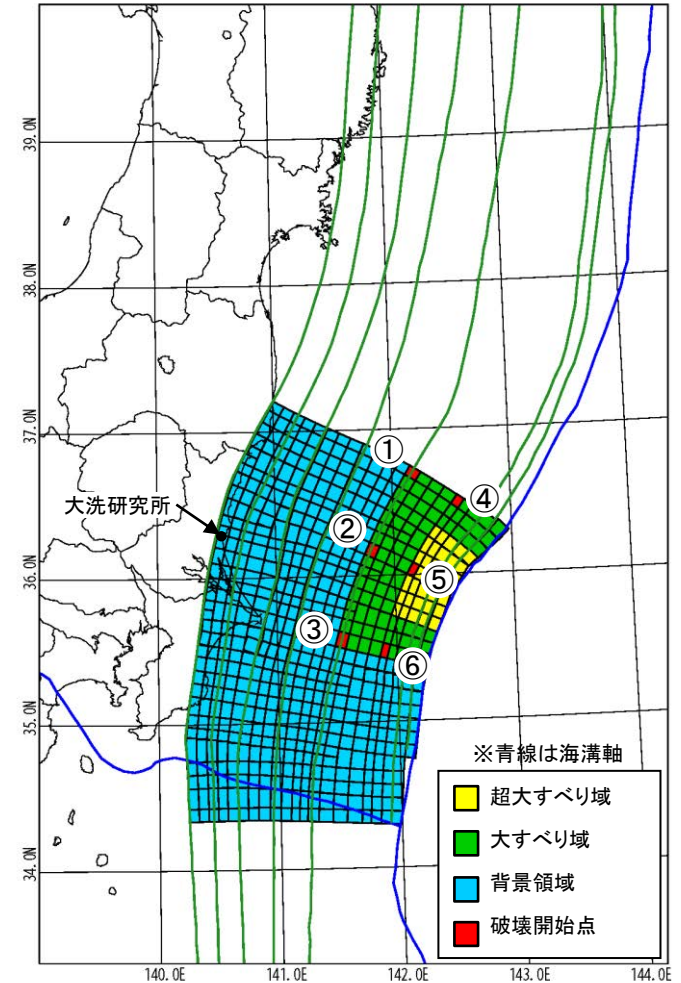 39.0N
38.0N
37.0N
①
④
大洗研究所
②
36.0N
⑤
③
⑥
35.0N
※青線は海溝軸
超大すべり域
大すべり域
34.0N
背景領域
破壊開始点
140.0E 141.0E 142.0E 143.0E 144.0E